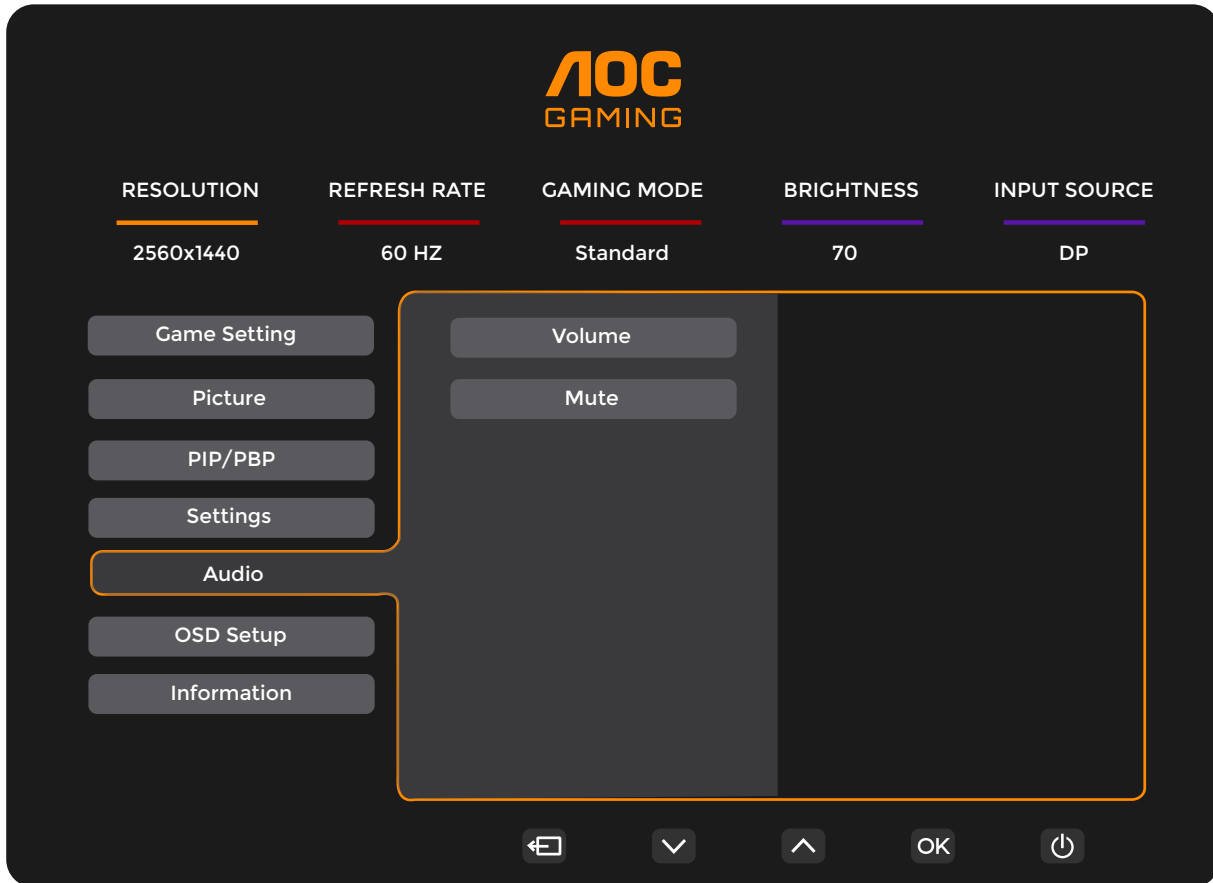 AOC
GAMING
RESOLUTION REFRESH RATE GAMING MODE BRIGHTNESS INPUT SOURCE
2560x1440 60 HZ Standard 70 DP
Game Setting
Volume
Picture
Mute
PIP/PBP
Settings
Audio
OSD Setup
Information
OK